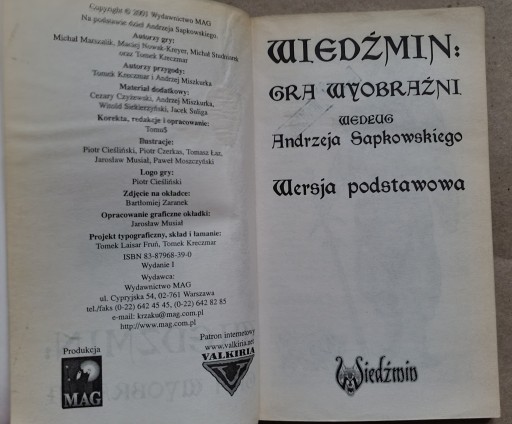 Copyright © 2001 Wydawnictwo MAG
Na podstawie dzieł Andrzeja Sapkowskiego
Autorzy gry:
Michał Marszalik, Maciej Nowak-Kreyer, Michał Studniarek
oraz Tomek Kreczmar
Autorzy przygody:
Tomek Kreczmar i Andrzej Miszkurka
Materiał dodatkowy:
Cezary Czyżewski, Andrzej Miszkurka,
Witold Siekierzyński, Jacek Suliga
Korekta, redakcje i opracowanie:
TomaS
Ilustracje:
Piotr Cieśliński, Piotr Czerkas, Tomasz Łaz,
Jarosław Musiał, Paweł Moszczyński
Logo gry:
Piotr Cieśliński
Zdjęcie na okładce:
Bartłomiej Zaranek
Opracowanie graficzne okładki:
Jarosław Musiał
Projekt typograficzny, skład i łamanie:
Tomek Laisar Fruń, Tomek Kreczmar
ISBN 83-87968-39-0
Wydanie I
Wydawca:
Wydawnictwo MAG
ul. Cypryjska 54, 02-761 Warszawa
tel./faks (0-22) 642 45 45, (0-22) 642 82 85
e-mail: krzaku@mag.com.pl
http://www.mag.com.pl
Produkcja
MAG
Patron internetowy
www.valkiria.net
VALKIRIA
WIEDŹMIN:
GRA WYOBRAŹNI
WEDŁUG
Andrzeja Sapkowskiego
Wersja podstawowa
Wiedźmin